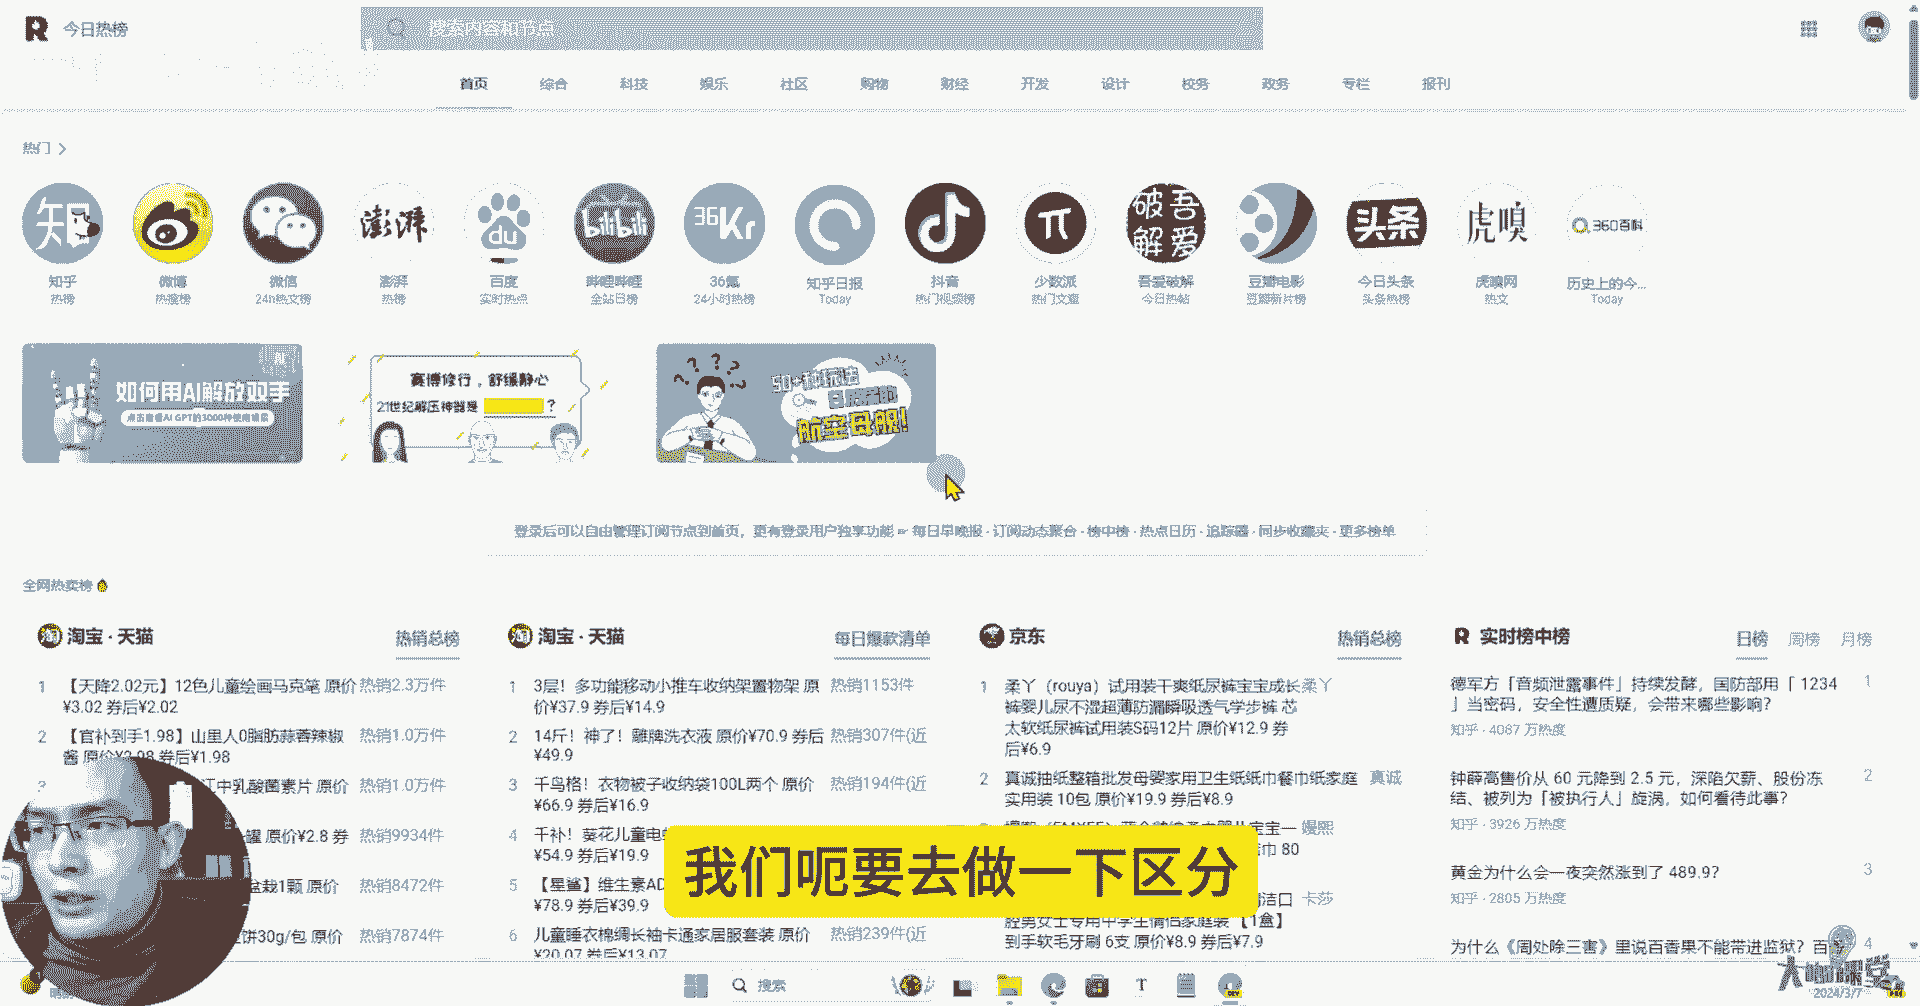 今日热榜
搜索内容和节点
首页 综合 科技 娱乐 社区 购物 财经 开发 设计 校务 政务 专栏 报刊
热门
知
36Kr
澎湃
du
bilibili
吾爱破解
头条
虎嗅
360百科
知乎 微博 微信 澎湃 百度 哔哩哔哩 36氪 知乎日报 抖音 少数派 吾爱破解 豆瓣电影 今日头条 虎嗅网 历史上的今...
热榜 热搜榜 24h热文榜 热榜 实时热点 全站日榜 24小时热榜 Today 热门视频榜 热门文章 今日热帖 豆瓣新片榜 头条热榜 热文 Today
如何用AI解放双手
赛博修行，舒缓静心
21世纪解压神器是 ？
50+种玩法
航空母舰!
登录后可以自由管理订阅节点到首页，更有登录用户独享功能 每日早晚报 · 订阅动态聚合 · 榜中榜 · 热点日历 · 追踪器 · 同步收藏夹 · 更多榜单
全网热卖榜
淘宝 · 天猫 热销总榜
1 【天降2.02元】12色儿童绘画马克笔 原价 热销2.3万件
¥3.02 券后¥2.02
2 【官补到手1.98】山里人0脂肪蒜蓉辣椒 热销1.0万件
酱 原价¥3.98 券后¥1.98
江中乳酸菌素片 原价 热销1.0万件
罐 原价¥2.8 券 热销9934件
盆栽1颗 原价 热销8472件
饼30g/包 原价 热销7874件
淘宝 · 天猫 每日爆款清单
1 3层！多功能移动小推车收纳架置物架 原 热销1153件
价¥37.9 券后¥14.9
2 14斤！神了！雕牌洗衣液 原价¥70.9 券后 热销307件(近
¥49.9
3 千鸟格！衣物被子收纳袋100L两个 原价 热销194件(近
¥66.9 券后¥16.9
4 千补！葵花儿童电
¥54.9 券后¥19.9
5 【星鲨】维生素AD
¥78.9 券后¥39.9
6 儿童睡衣棉绸长袖卡通家居服套装 原价 热销239件(近
¥20.07 券后¥13.07
京东 热销总榜
1 柔丫（rouya）试用装干爽纸尿裤宝宝成长 柔丫
裤婴儿尿不湿超薄防漏瞬吸透气学步裤 芯
太软纸尿裤试用装S码12片 原价¥12.9 券
后¥6.9
2 真诚抽纸整箱批发母婴家用卫生纸纸巾餐巾纸家庭 真诚
实用装 10包 原价¥19.9 券后¥8.9
嫚熙
巾 80
洁口 卡莎
腔男女士专用中学生情侣家庭装 【1盒】
到手软毛牙刷 6支 原价¥8.9 券后¥7.9
实时榜中榜 日榜 周榜 月榜
德军方「音频泄露事件」持续发酵，国防部用「 1234 1
」当密码，安全性遭质疑，会带来哪些影响？
知乎 · 4087 万热度
钟薛高售价从 60 元降到 2.5 元，深陷欠薪、股份冻 2
结、被列为「被执行人」旋涡，如何看待此事？
知乎 · 3926 万热度
黄金为什么会一夜突然涨到了 489.9? 3
知乎 · 2805 万热度
为什么《周处除三害》里说百香果不能带进监狱？百 4
我们呃要去做一下区分
搜索
2024/3/7